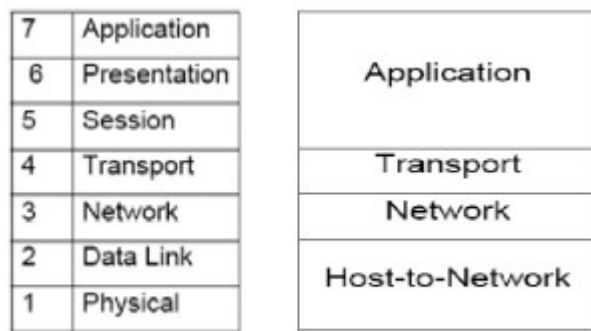 7 Application
6 Presentation
5 Session
4 Transport
3 Network
2 Data Link
1 Physical
Application
Transport
Network
Host-to-Network